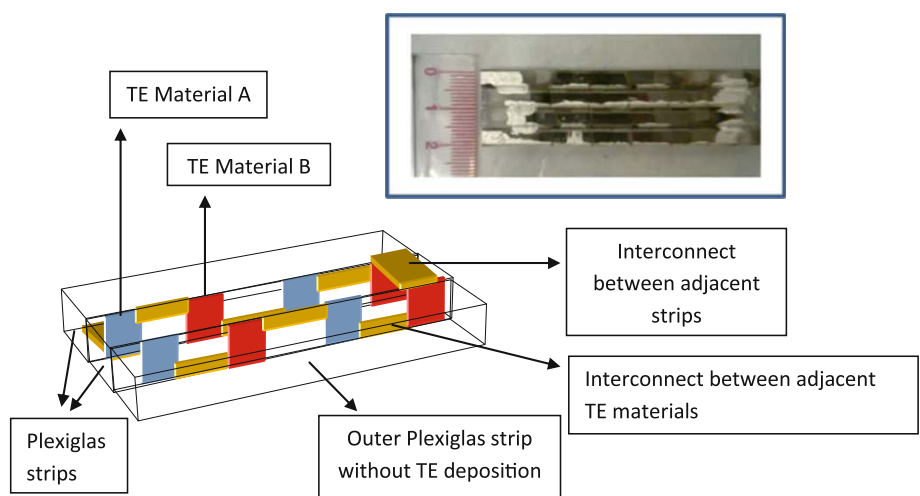 TE Material A
TE Material B
0
1
2
Interconnect
between adjacent
strips
Interconnect between adjacent
TE materials
Plexiglas
strips
Outer Plexiglas strip
without TE deposition